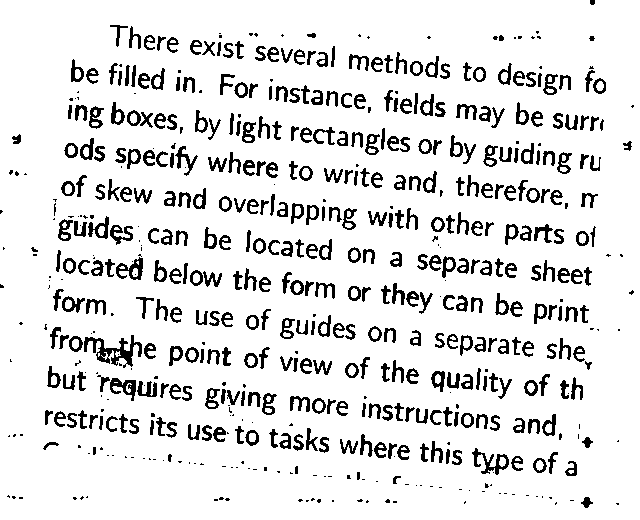 There exist several methods to design fo
be filled in. For instance, fields may be surr
ing boxes, by light rectangles or by guiding ru
ods specify where to write and, therefore, m
of skew and overlapping with other parts of
guides can be located on a separate sheet
located below the form or they can be print
form. The use of guides on a separate she
from the point of view of the quality of th
but requires giving more instructions and,
restricts its use to tasks where this type of a